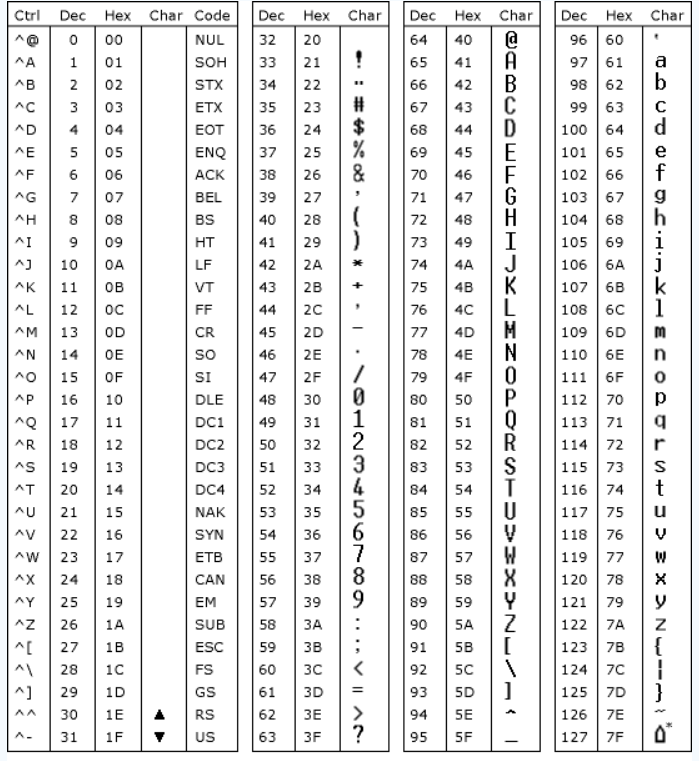 Ctrl Dec Hex Char Code Dec Hex Char Dec Hex Char Dec Hex Char
^@ 0 00 NUL 32 20 64 40 @ 96 60 `
^A 1 01 SOH 33 21 ! 65 41 A 97 61 a
^B 2 02 STX 34 22 " 66 42 B 98 62 b
^C 3 03 ETX 35 23 # 67 43 C 99 63 c
^D 4 04 EOT 36 24 $ 68 44 D 100 64 d
^E 5 05 ENQ 37 25 % 69 45 E 101 65 e
^F 6 06 ACK 38 26 & 70 46 F 102 66 f
^G 7 07 BEL 39 27 ' 71 47 G 103 67 g
^H 8 08 BS 40 28 ( 72 48 H 104 68 h
^I 9 09 HT 41 29 ) 73 49 I 105 69 i
^J 10 0A LF 42 2A * 74 4A J 106 6A j
^K 11 0B VT 43 2B + 75 4B K 107 6B k
^L 12 0C FF 44 2C , 76 4C L 108 6C l
^M 13 0D CR 45 2D - 77 4D M 109 6D m
^N 14 0E SO 46 2E . 78 4E N 110 6E n
^O 15 0F SI 47 2F / 79 4F O 111 6F o
^P 16 10 DLE 48 30 0 80 50 P 112 70 p
^Q 17 11 DC1 49 31 1 81 51 Q 113 71 q
^R 18 12 DC2 50 32 2 82 52 R 114 72 r
^S 19 13 DC3 51 33 3 83 53 S 115 73 s
^T 20 14 DC4 52 34 4 84 54 T 116 74 t
^U 21 15 NAK 53 35 5 85 55 U 117 75 u
^V 22 16 SYN 54 36 6 86 56 V 118 76 v
^W 23 17 ETB 55 37 7 87 57 W 119 77 w
^X 24 18 CAN 56 38 8 88 58 X 120 78 x
^Y 25 19 EM 57 39 9 89 59 Y 121 79 y
^Z 26 1A SUB 58 3A : 90 5A Z 122 7A z
^[ 27 1B ESC 59 3B ; 91 5B [ 123 7B {
^\ 28 1C FS 60 3C < 92 5C \ 124 7C ¦
^] 29 1D GS 61 3D = 93 5D ] 125 7D }
^^ 30 1E ▲ RS 62 3E > 94 5E ^ 126 7E ~
^- 31 1F ▼ US 63 3F ? 95 5F _ 127 7F ⌂*